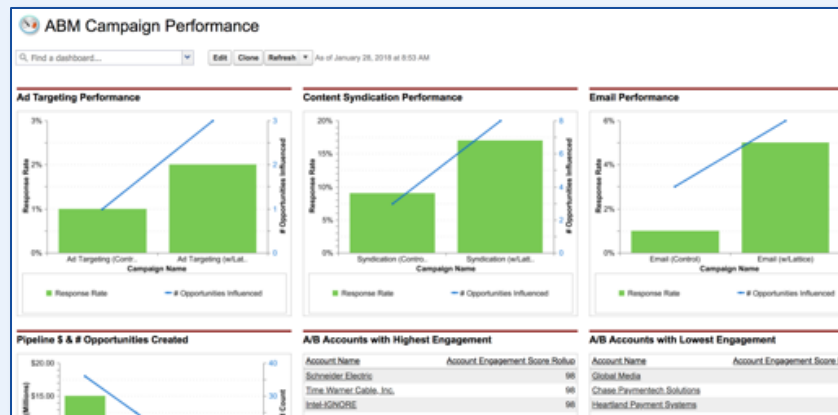 ABM Campaign Performance
Find a dashboard... Edit Clone Refresh As of January 28, 2018 at 8:53 AM
Ad Targeting Performance
3%
2%
1%
0%
Response Rate
3
2
1
0
# Opportunities Influenced
Ad Targeting (Contr.. Ad Targeting (w/Lat..
Campaign Name
Response Rate # Opportunities Influenced
Content Syndication Performance
20%
15%
10%
5%
0%
Response Rate
8
6
4
2
0
# Opportunities Influenced
Syndication (Contro.. Syndication (w/Latt..
Campaign Name
Response Rate # Opportunities Influenced
Email Performance
6%
4%
2%
0%
Response Rate
Email (Control) Email (w/Lattice)
Campaign Name
Response Rate # Opportunities Influenced
Pipeline $ & # Opportunities Created
$20.00
$15.00
(Millions)
40
30
Count
A/B Accounts with Highest Engagement
Account Name Account Engagement Score Rollup
Schneider Electric 98
Time Warner Cable, Inc. 98
Intel-IGNORE 98
A/B Accounts with Lowest Engagement
Account Name Account Engagement Score
Global Media
Chase Paymentech Solutions
Heartland Payment Systems